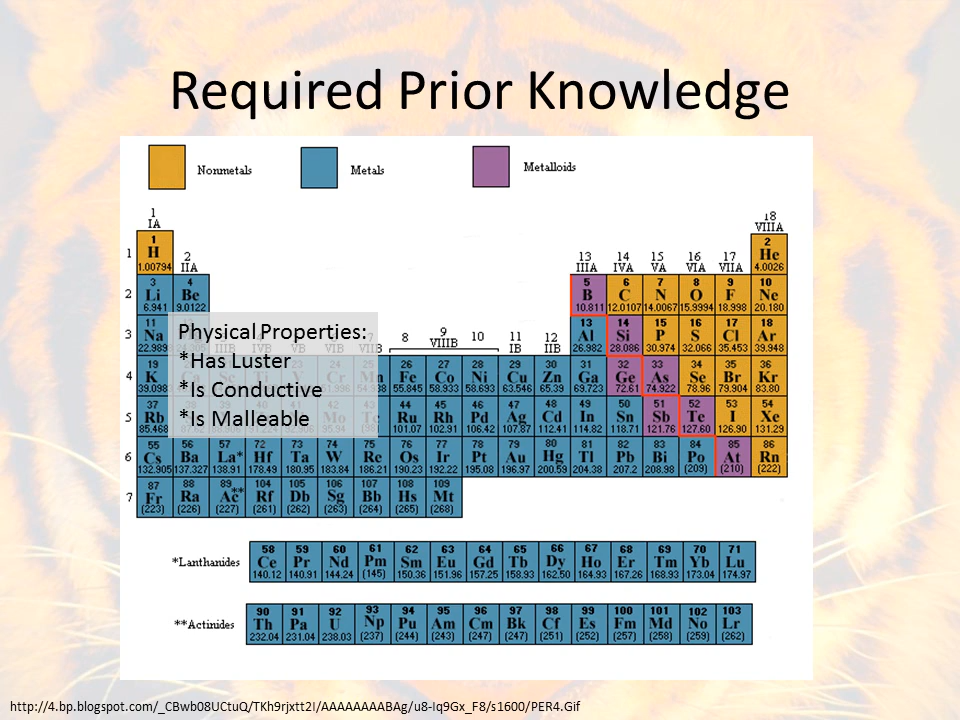 Required Prior Knowledge
Nonmetals Metals Metalloids
1 18
IA VIIIA
1 2
1 H 2 13 14 15 16 17 He
1.00794 IIA IIIA IVA VA VIA VIIA 4.0026
3 4 5 6 7 8 9 10
2 Li Be B C N O F Ne
6.941 9.0122 10.811 12.0107 14.0067 15.9994 18.998 20.180
11 13 14 15 16 17 18
3 Na Al Si P S Cl Ar
22.989 26.982 28.086 30.974 32.066 35.453 39.948
Physical Properties:
*Has Luster
*Is Conductive
*Is Malleable
8 9 10 11 12
VIIIB IB IIB
19 26 27 28 29 30 31 32 33 34 35 36
4 K Fe Co Ni Cu Zn Ga Ge As Se Br Kr
39.098 55.845 58.933 58.693 63.546 65.39 69.723 72.61 74.922 78.96 79.904 83.80
37 44 45 46 47 48 49 50 51 52 53 54
5 Rb Ru Rh Pd Ag Cd In Sn Sb Te I Xe
85.468 101.07 102.91 106.42 107.87 112.41 114.82 118.71 121.76 127.60 126.90 131.29
55 56 57 72 73 74 75 76 77 78 79 80 81 82 83 84 85 86
6 Cs Ba La* Hf Ta W Re Os Ir Pt Au Hg Tl Pb Bi Po At Rn
132.905 137.327 138.91 178.49 180.95 183.84 186.21 190.23 192.22 195.08 196.97 200.59 204.38 207.2 208.98 (209) (210) (222)
87 88 89 104 105 106 107 108 109
7 Fr Ra Ac** Rf Db Sg Bh Hs Mt
(223) (226) (227) (261) (262) (263) (264) (265) (268)
58 59 60 61 62 63 64 65 66 67 68 69 70 71
*Lanthanides Ce Pr Nd Pm Sm Eu Gd Tb Dy Ho Er Tm Yb Lu
140.12 140.91 144.24 (145) 150.36 151.96 157.25 158.93 162.50 164.93 167.26 168.93 173.04 174.97
90 91 92 93 94 95 96 97 98 99 100 101 102 103
**Actinides Th Pa U Np Pu Am Cm Bk Cf Es Fm Md No Lr
232.04 231.04 238.03 (237) (244) (243) (247) (247) (251) (252) (257) (258) (259) (262)
http://4.bp.blogspot.com/_CBwb08UCtuQ/TKh9rjxtt2I/AAAAAAAABAg/u8-Iq9Gx_F8/s1600/PER4.Gif